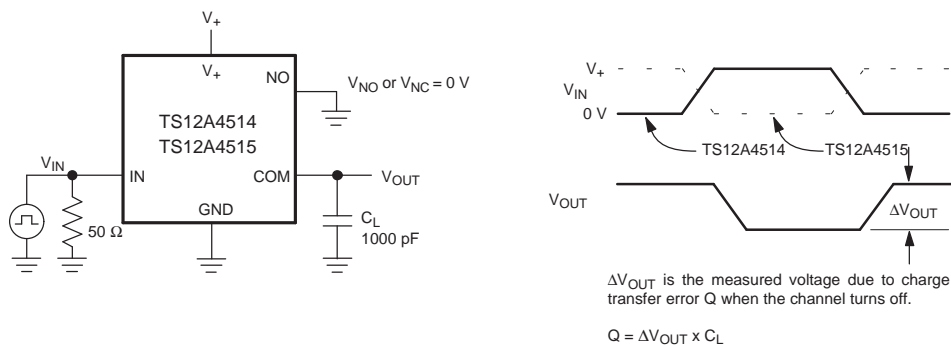 V+
V+
NO
VNO or VNC = 0 V
TS12A4514
TS12A4515
VIN
IN
COM
VOUT
GND
50 Ω
CL
1000 pF
V+
VIN
0 V
TS12A4514
TS12A4515
VOUT
ΔVOUT
ΔVOUT is the measured voltage due to charge
transfer error Q when the channel turns off.
Q = ΔVOUT x CL